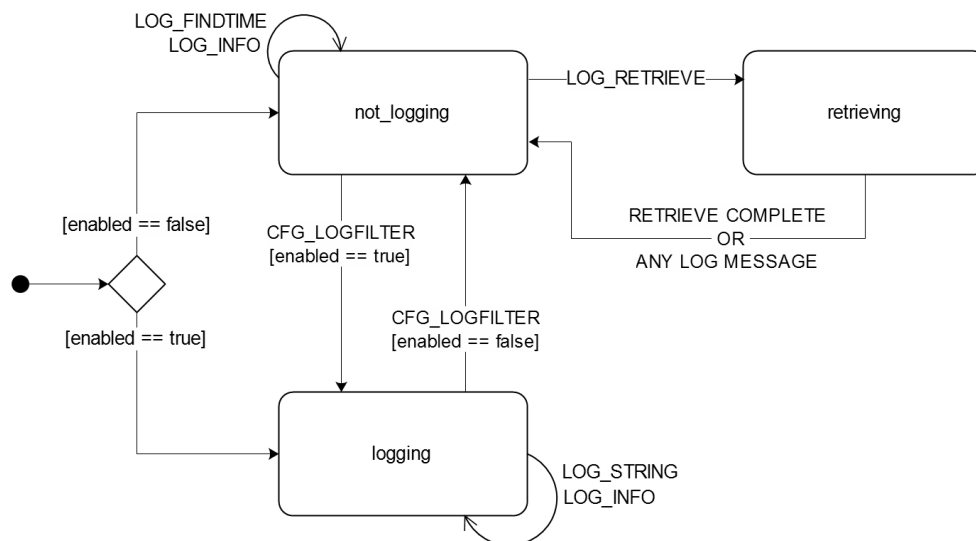 LOG_FINDTIME
LOG_INFO
not_logging
LOG_RETRIEVE
retrieving
[enabled == false]
CFG_LOGFILTER
[enabled == true]
RETRIEVE COMPLETE
OR
ANY LOG MESSAGE
[enabled == true]
CFG_LOGFILTER
[enabled == false]
logging
LOG_STRING
LOG_INFO